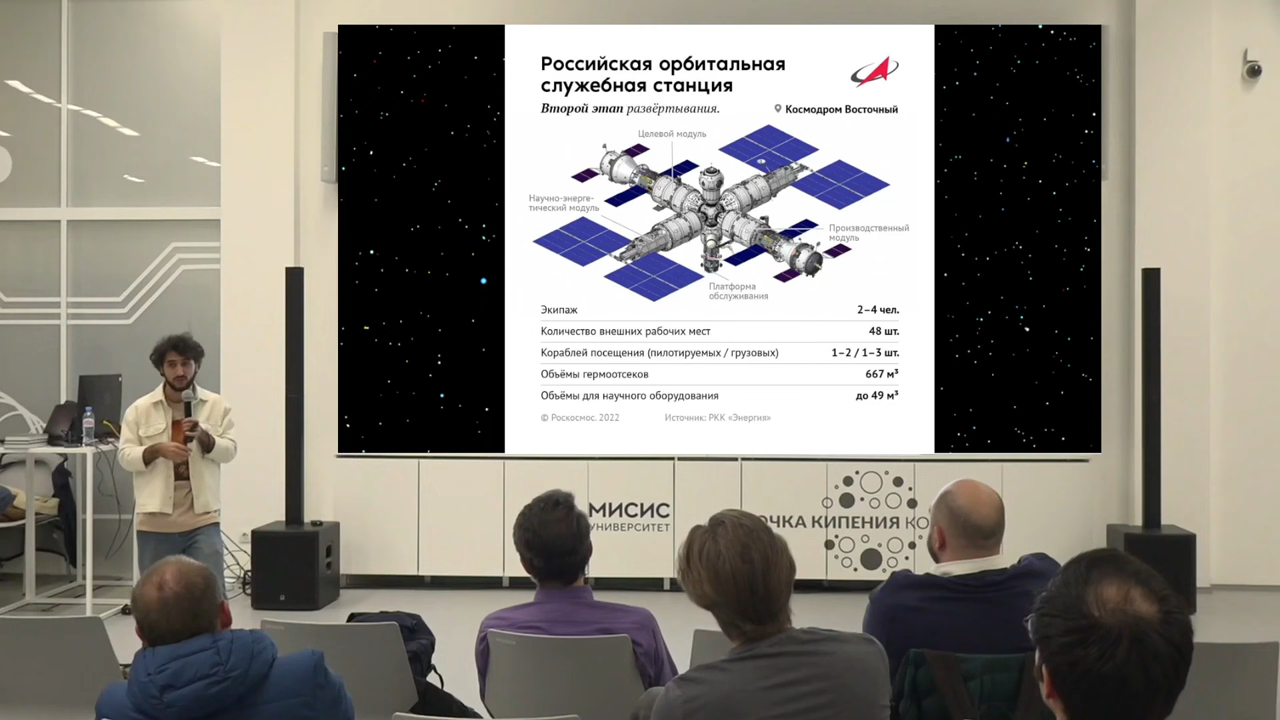 Российская орбитальная
служебная станция
Второй этап развёртывания.
Космодром Восточный
Целевой модуль
Научно-энерге-
тический модуль
Производственный
модуль
Платформа
обслуживания
Экипаж 2–4 чел.
Количество внешних рабочих мест 48 шт.
Кораблей посещения (пилотируемых / грузовых) 1–2 / 1–3 шт.
Объёмы гермоотсеков 667 м³
Объёмы для научного оборудования до 49 м³
© Роскосмос. 2022 Источник: РКК «Энергия»
МИСИС
УНИВЕРСИТЕТ
ОЧКА КИПЕНИЯ КО